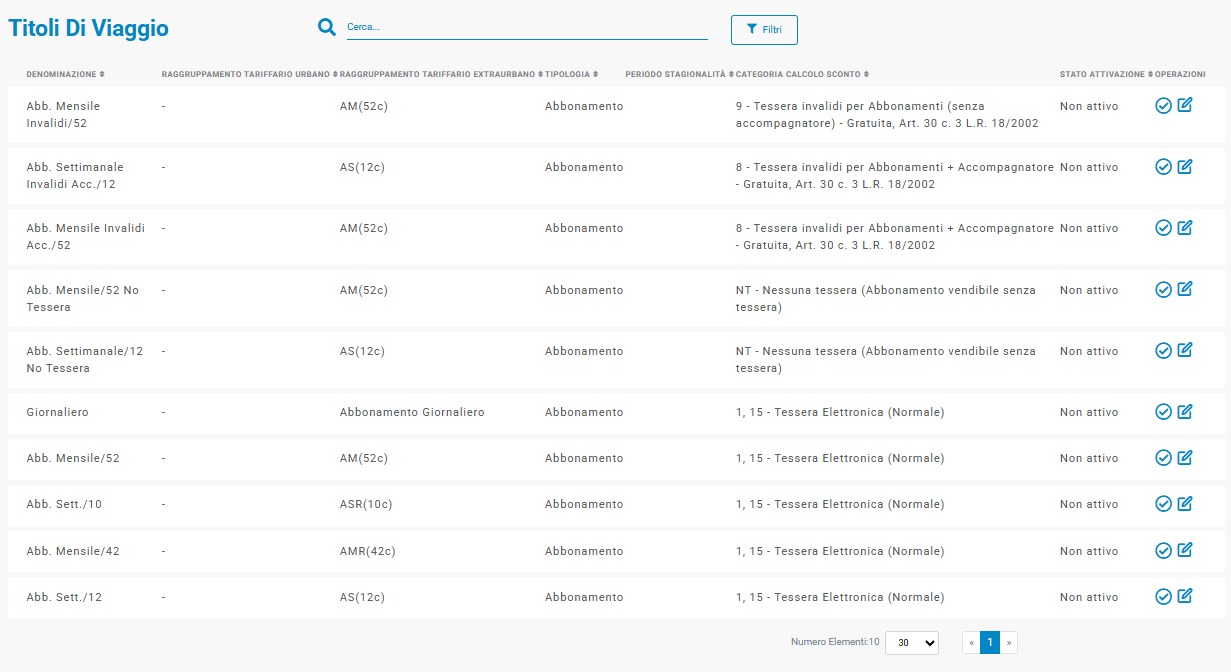 Titoli Di Viaggio
Cerca...
Filtri
DENOMINAZIONE RAGGRUPPAMENTO TARIFFARIO URBANO RAGGRUPPAMENTO TARIFFARIO EXTRAURBANO TIPOLOGIA PERIODO STAGIONALITÀ CATEGORIA CALCOLO SCONTO STATO ATTIVAZIONE OPERAZIONI
Abb. Mensile - AM(52c) Abbonamento 9 - Tessera invalidi per Abbonamenti (senza Non attivo
Invalidi/52 accompagnatore) - Gratuita, Art. 30 c. 3 L.R. 18/2002
Abb. Settimanale - AS(12c) Abbonamento 8 - Tessera invalidi per Abbonamenti + Accompagnatore Non attivo
Invalidi Acc./12 - Gratuita, Art. 30 c. 3 L.R. 18/2002
Abb. Mensile Invalidi - AM(52c) Abbonamento 8 - Tessera invalidi per Abbonamenti + Accompagnatore Non attivo
Acc./52 - Gratuita, Art. 30 c. 3 L.R. 18/2002
Abb. Mensile/52 No - AM(52c) Abbonamento NT - Nessuna tessera (Abbonamento vendibile senza Non attivo
Tessera tessera)
Abb. Settimanale/12 - AS(12c) Abbonamento NT - Nessuna tessera (Abbonamento vendibile senza Non attivo
No Tessera tessera)
Giornaliero - Abbonamento Giornaliero Abbonamento 1, 15 - Tessera Elettronica (Normale) Non attivo
Abb. Mensile/52 - AM(52c) Abbonamento 1, 15 - Tessera Elettronica (Normale) Non attivo
Abb. Sett./10 - ASR(10c) Abbonamento 1, 15 - Tessera Elettronica (Normale) Non attivo
Abb. Mensile/42 - AMR(42c) Abbonamento 1, 15 - Tessera Elettronica (Normale) Non attivo
Abb. Sett./12 - AS(12c) Abbonamento 1, 15 - Tessera Elettronica (Normale) Non attivo
Numero Elementi:10 30 « 1 »